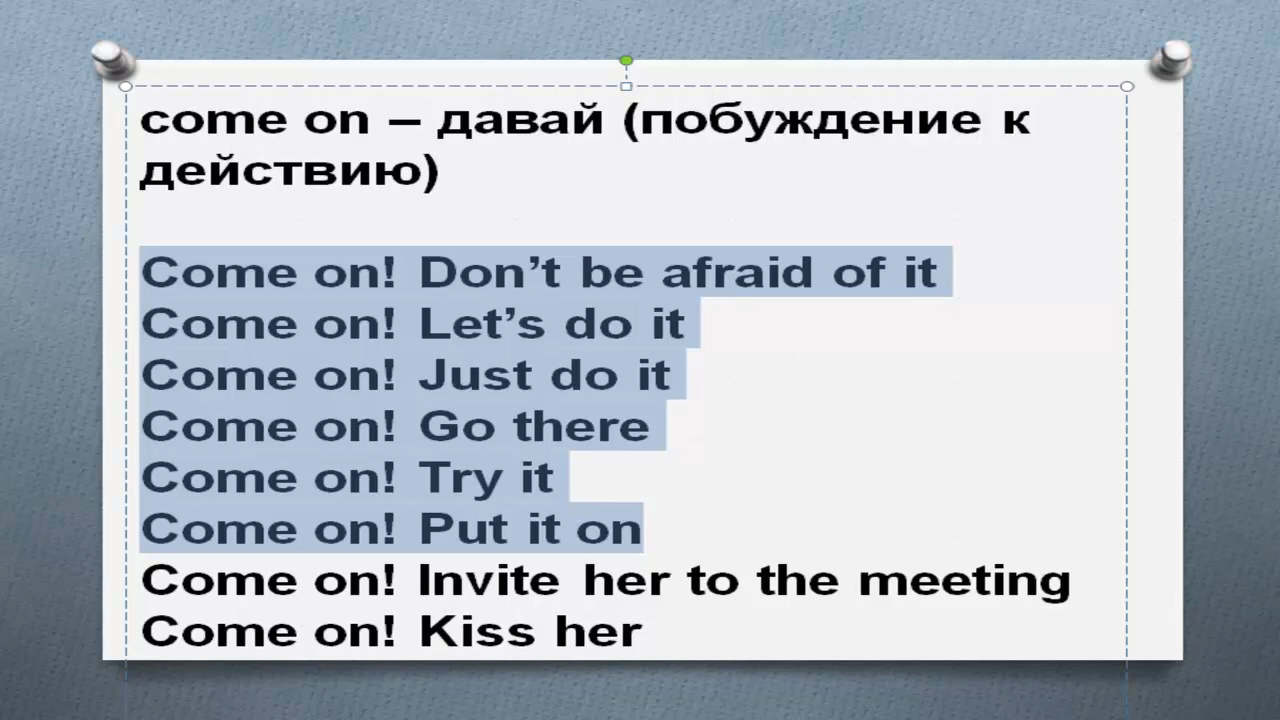 come on – давай (побуждение к
действию)
Come on! Don’t be afraid of it
Come on! Let’s do it
Come on! Just do it
Come on! Go there
Come on! Try it
Come on! Put it on
Come on! Invite her to the meeting
Come on! Kiss her